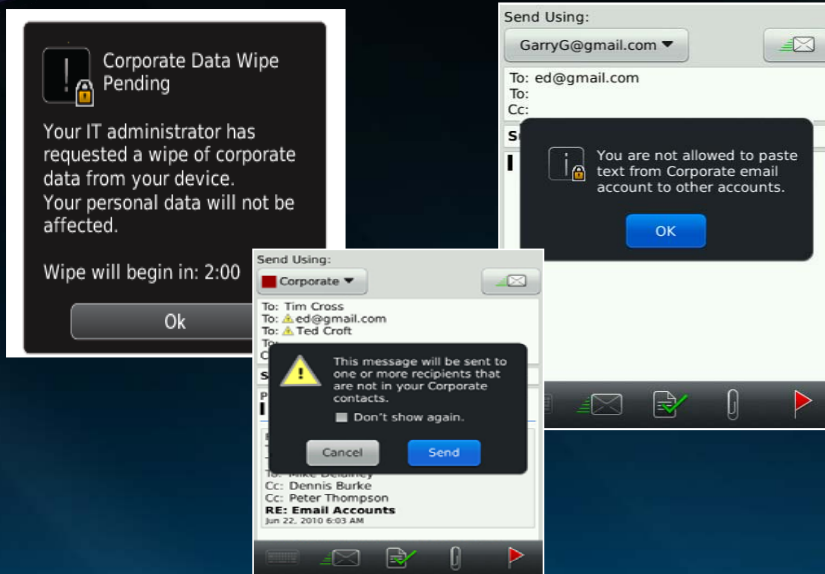 Corporate Data Wipe
Pending
Your IT administrator has
requested a wipe of corporate
data from your device.
Your personal data will not be
affected.
Wipe will begin in: 2:00
Ok
Send Using:
GarryG@gmail.com
To: ed@gmail.com
To:
Cc:
You are not allowed to paste
text from Corporate email
account to other accounts.
OK
Send Using:
Corporate
To: Tim Cross
To: ed@gmail.com
To: Ted Croft
This message will be sent to
one or more recipients that
are not in your Corporate
contacts.
Don't show again.
Cancel
Send
Cc: Dennis Burke
Cc: Peter Thompson
RE: Email Accounts
Jun 22, 2010 6:03 AM